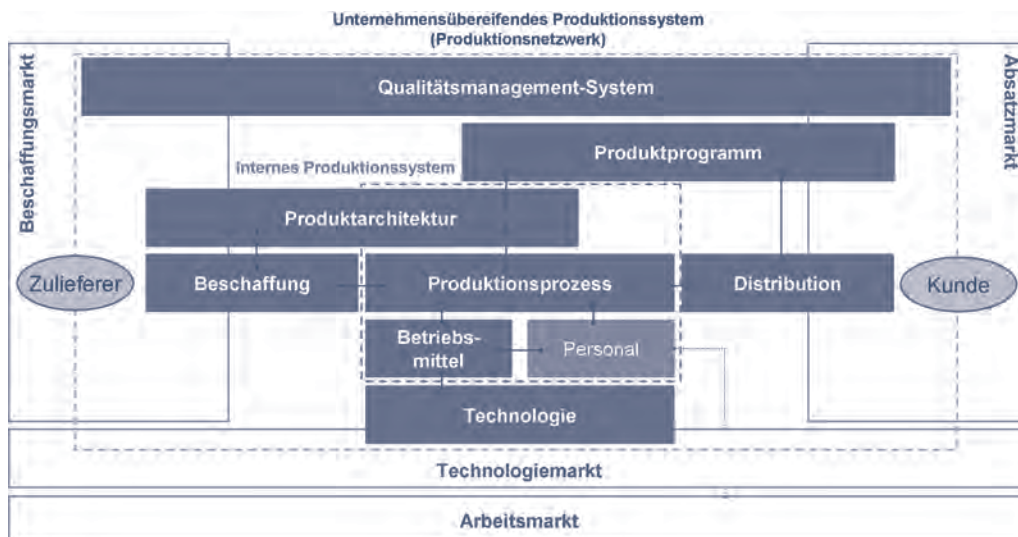 Unternehmensübereifendes Produktionssystem
(Produktionsnetzwerk)
Beschaffungsmarkt
Absatzmarkt
Qualitätsmanagement-System
Produktprogramm
Internes Produktionssystem
Produktarchitektur
Zulieferer
Beschaffung
Produktionsprozess
Distribution
Kunde
Betriebs-
mittel
Personal
Technologie
Technologiemarkt
Arbeitsmarkt